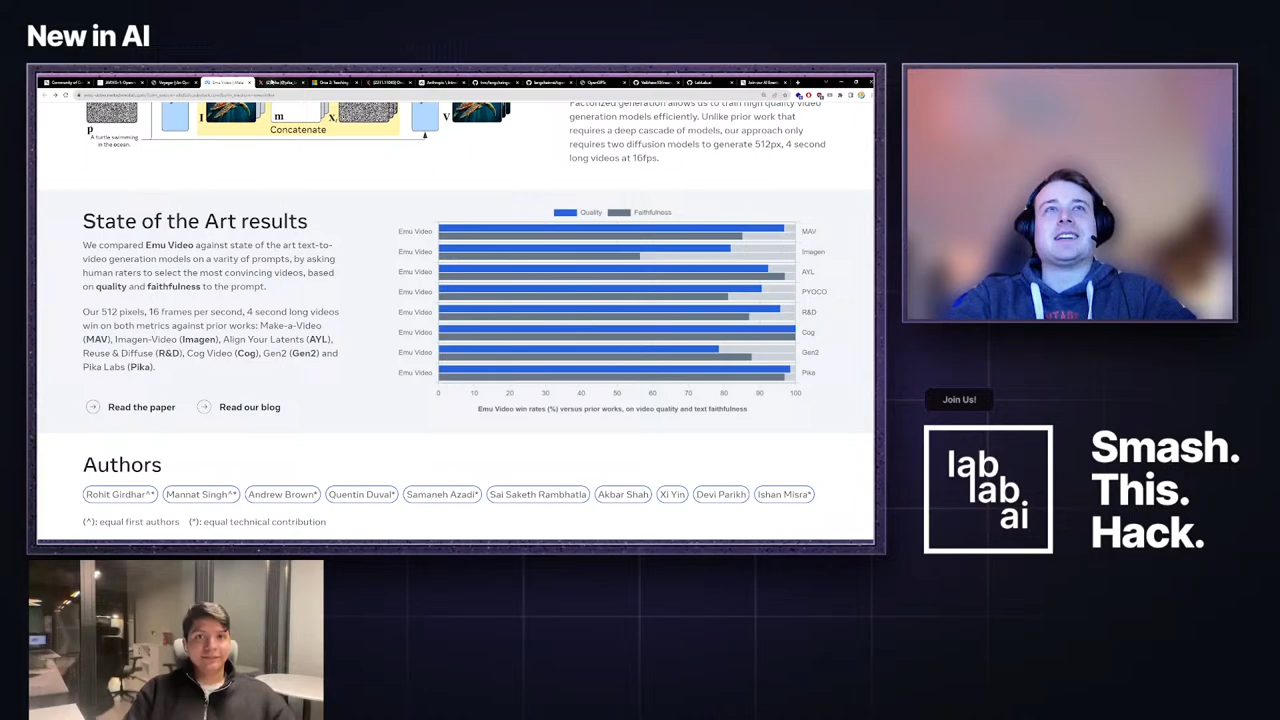 New in AI
p
I
m
X
V
A turtle swimming
in the ocean.
Concatenate
Factorized generation allows us to train high quality video
generation models efficiently. Unlike prior work that
requires a deep cascade of models, our approach only
requires two diffusion models to generate 512px, 4 second
long videos at 16fps.
State of the Art results
We compared Emu Video against state of the art text-to-
video generation models on a varity of prompts, by asking
human raters to select the most convincing videos, based
on quality and faithfulness to the prompt.
Our 512 pixels, 16 frames per second, 4 second long videos
win on both metrics against prior works: Make-a-Video
(MAV), Imagen-Video (Imagen), Align Your Latents (AYL),
Reuse & Diffuse (R&D), Cog Video (Cog), Gen2 (Gen2) and
Pika Labs (Pika).
Read the paper
Read our blog
Quality Faithfulness
Emu Video MAV
Emu Video Imagen
Emu Video AYL
Emu Video PYOCO
Emu Video R&D
Emu Video Cog
Emu Video Gen2
Emu Video Pika
0 10 20 30 40 50 60 70 80 90 100
Emu Video win rates (%) versus prior works, on video quality and text faithfulness
Authors
Rohit Girdhar^* Mannat Singh^* Andrew Brown* Quentin Duval* Samaneh Azadi* Sai Saketh Rambhatla Akbar Shah Xi Yin Devi Parikh Ishan Misra*
(^): equal first authors (*): equal technical contribution
Join Us!
lab
lab
ai
Smash.
This.
Hack.